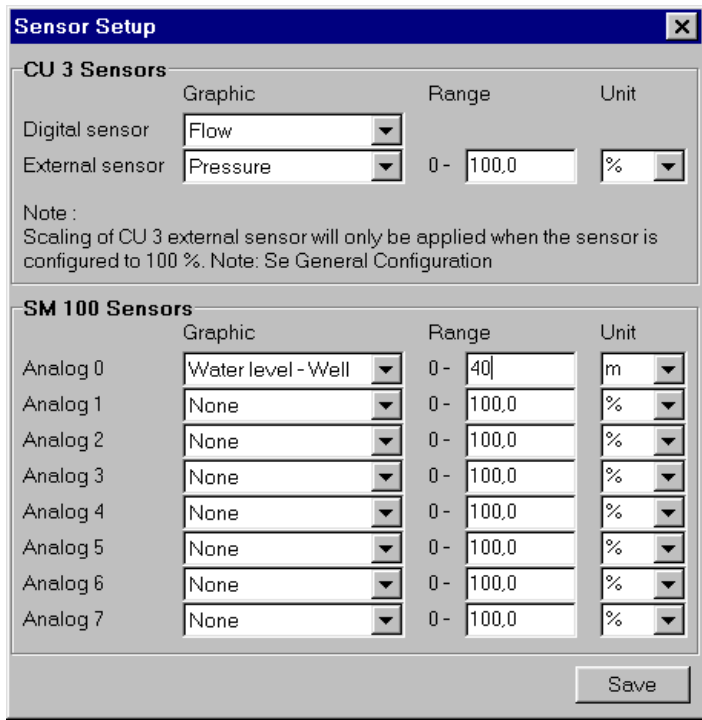 Sensor Setup
CU 3 Sensors
Graphic Range Unit
Digital sensor Flow
External sensor Pressure 0 - 100,0 %
Note :
Scaling of CU 3 external sensor will only be applied when the sensor is
configured to 100 %. Note: Se General Configuration
SM 100 Sensors
Graphic Range Unit
Analog 0 Water level - Well 0 - 40 m
Analog 1 None 0 - 100,0 %
Analog 2 None 0 - 100,0 %
Analog 3 None 0 - 100,0 %
Analog 4 None 0 - 100,0 %
Analog 5 None 0 - 100,0 %
Analog 6 None 0 - 100,0 %
Analog 7 None 0 - 100,0 %
Save